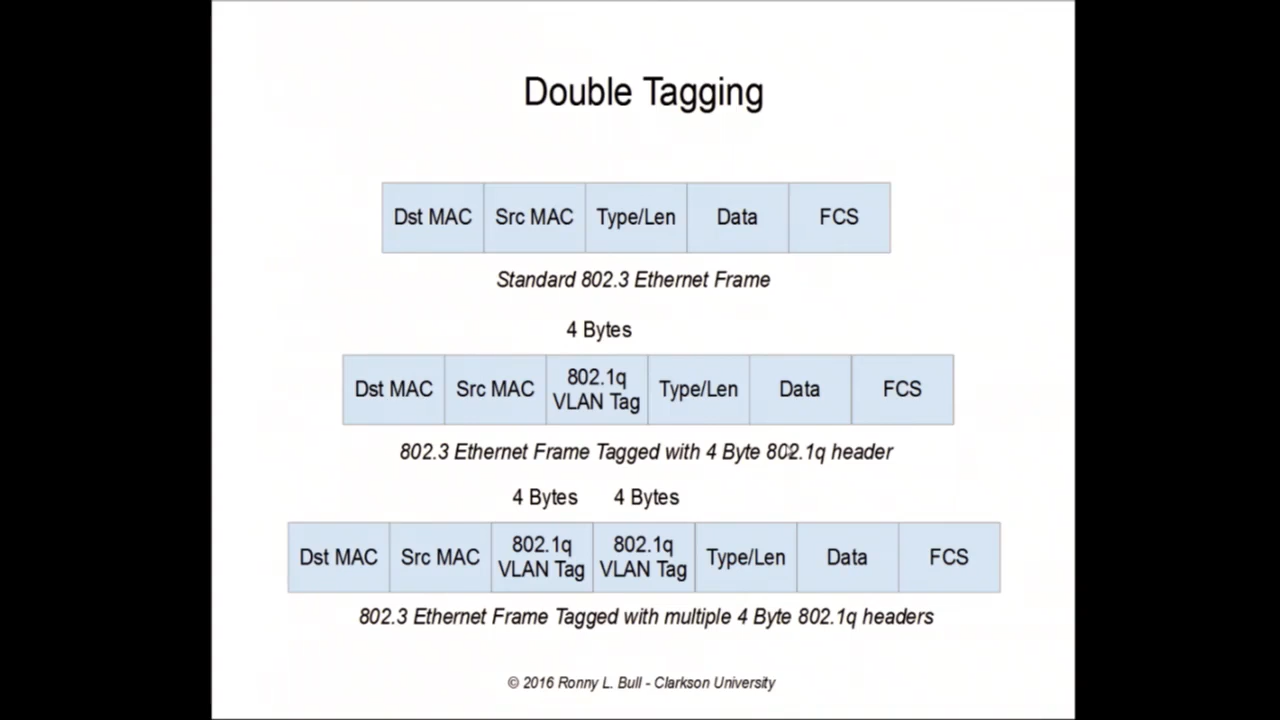 Double Tagging
Dst MAC Src MAC Type/Len Data FCS
Standard 802.3 Ethernet Frame
4 Bytes
Dst MAC Src MAC 802.1q VLAN Tag Type/Len Data FCS
802.3 Ethernet Frame Tagged with 4 Byte 802.1q header
4 Bytes 4 Bytes
Dst MAC Src MAC 802.1q VLAN Tag 802.1q VLAN Tag Type/Len Data FCS
802.3 Ethernet Frame Tagged with multiple 4 Byte 802.1q headers
© 2016 Ronny L. Bull - Clarkson University